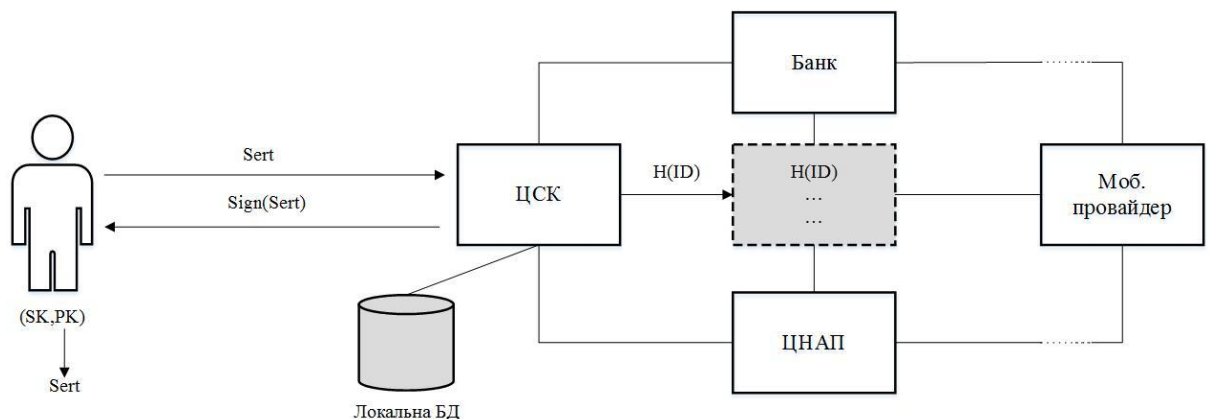 Банк
Sert
Sign(Sert)
ЦСК
H(ID)
H(ID)
...
...
Моб.
провайдер
(SK,PK)
Sert
Локальна БД
ЦНАП